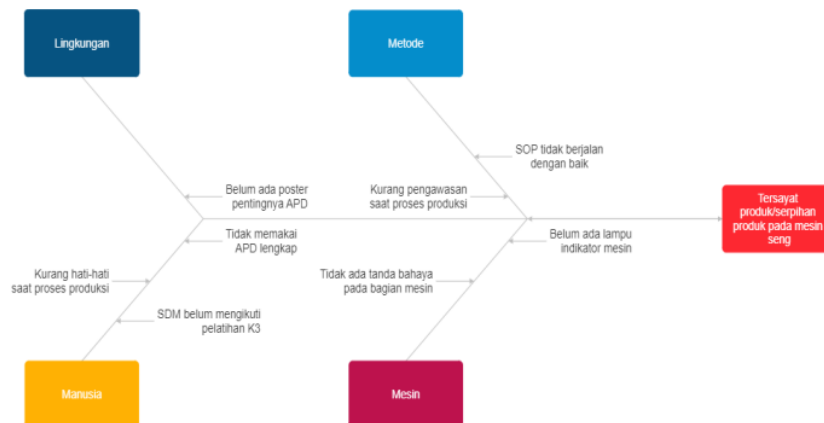 Lingkungan
Metode
SOP tidak berjalan
dengan baik
Belum ada poster
pentingnya APD
Kurang pengawasan
saat proses produksi
Tersayat
produk/serpihan
produk pada mesin
seng
Tidak memakai
APD lengkap
Belum ada lampu
indikator mesin
Kurang hati-hati
saat proses produksi
Tidak ada tanda bahaya
pada bagian mesin
SDM belum mengikuti
pelatihan K3
Manusia
Mesin